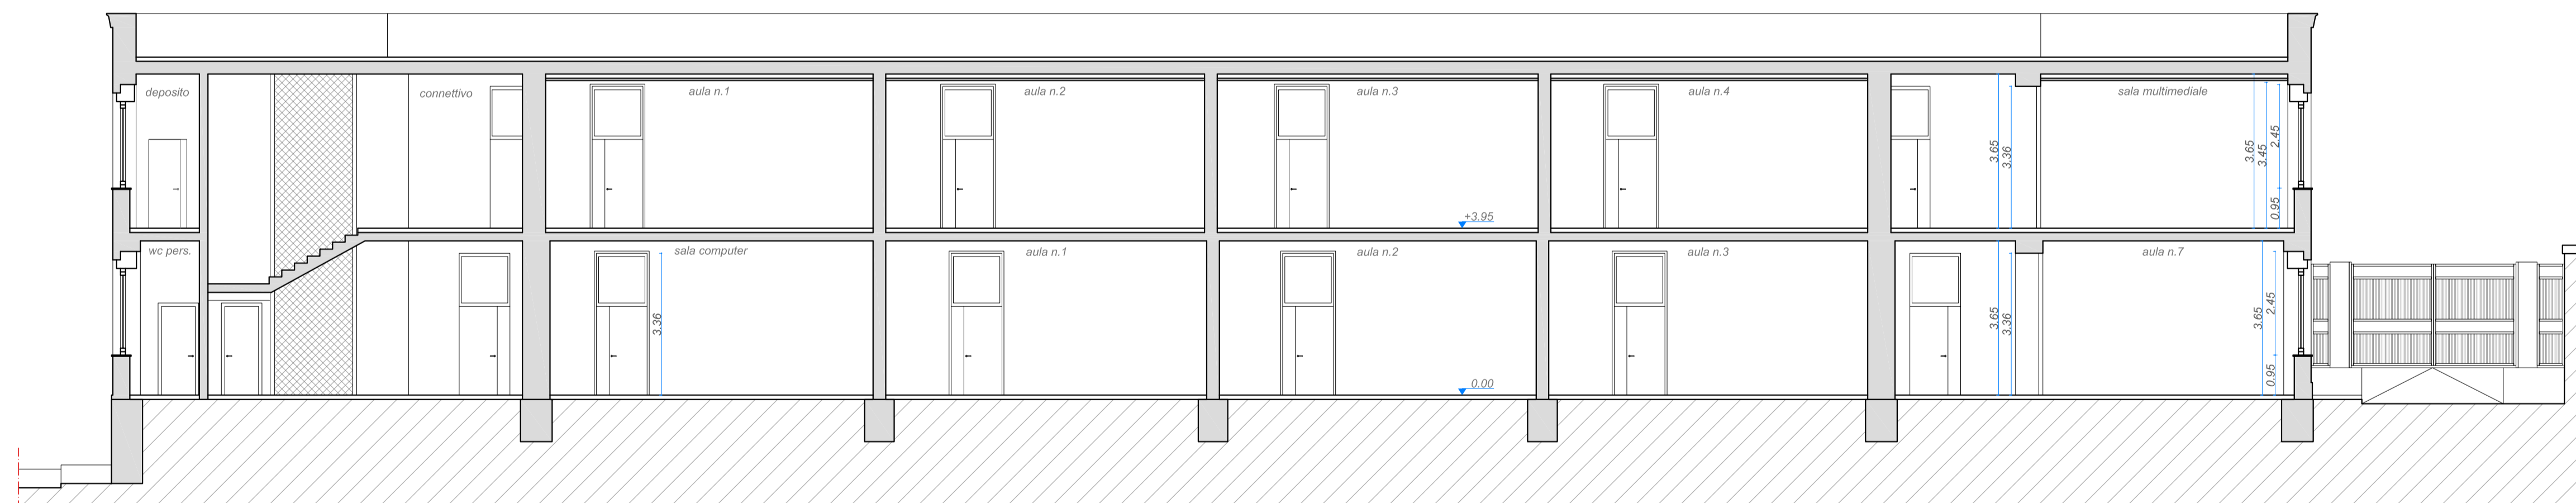 deposito
connettivo
aula n.1
aula n.2
aula n.3
aula n.4
sala multimediale
3.65
3.36
3.65
3.45
2.45
0.95
+3.95
wc pers.
sala computer
aula n.1
aula n.2
aula n.3
aula n.7
3.36
3.65
3.36
3.65
2.45
0.95
0.00